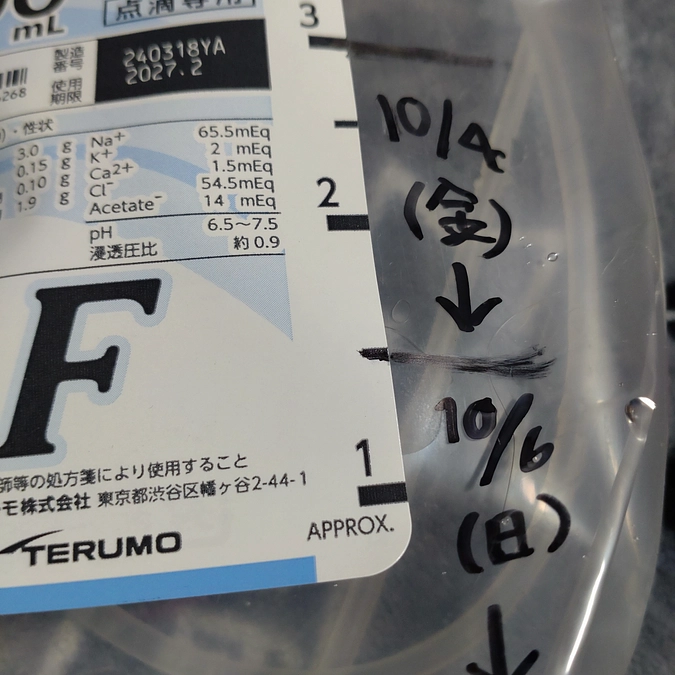 mL
点滴専用
3
製造番号 240318YA
使用期限 2027.2
268
・性状
3.0 g Na⁺ 65.5mEq
0.15 g K⁺ 2 mEq
0.10 g Ca²⁺ 1.5mEq
1.9 g Cl⁻ 54.5mEq
Acetate⁻ 14 mEq
pH 6.5～7.5
浸透圧比 約0.9
2
10/4
(金)
↓
F
10/6
(日)
↓
師等の処方箋により使用すること
モ株式会社 東京都渋谷区幡ヶ谷2-44-1
1
TERUMO
APPROX.